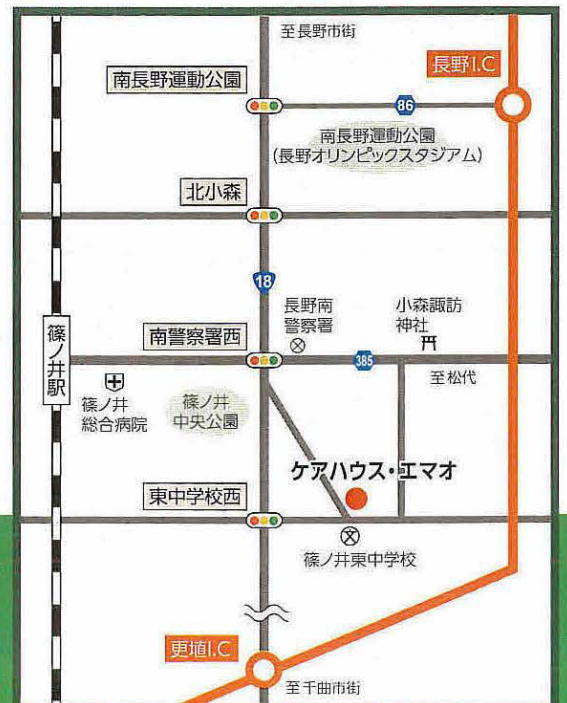 至長野市街
長野I.C
南長野運動公園
86
南長野運動公園
(長野オリンピックスタジアム)
北小森
18
長野南
警察署
小森諏訪
神社
南警察署西
385
至松代
篠ノ井駅
篠ノ井
総合病院
篠ノ井
中央公園
ケアハウス・エマオ
東中学校西
文
篠ノ井東中学校
更埴I.C
至千曲市街